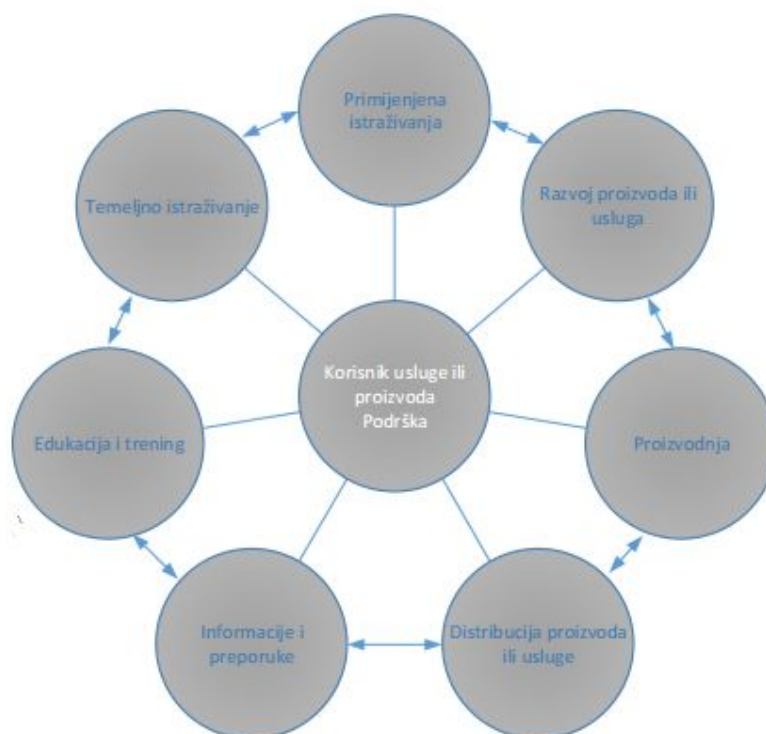 Primijenjena
istraživanja
Temeljno istraživanje
Razvoj proizvoda ili
usluga
Korisnik usluge ili
proizvoda
Podrška
Edukacija i trening
Proizvodnja
Informacije i
preporuke
Distribucija proizvoda
ili usluge